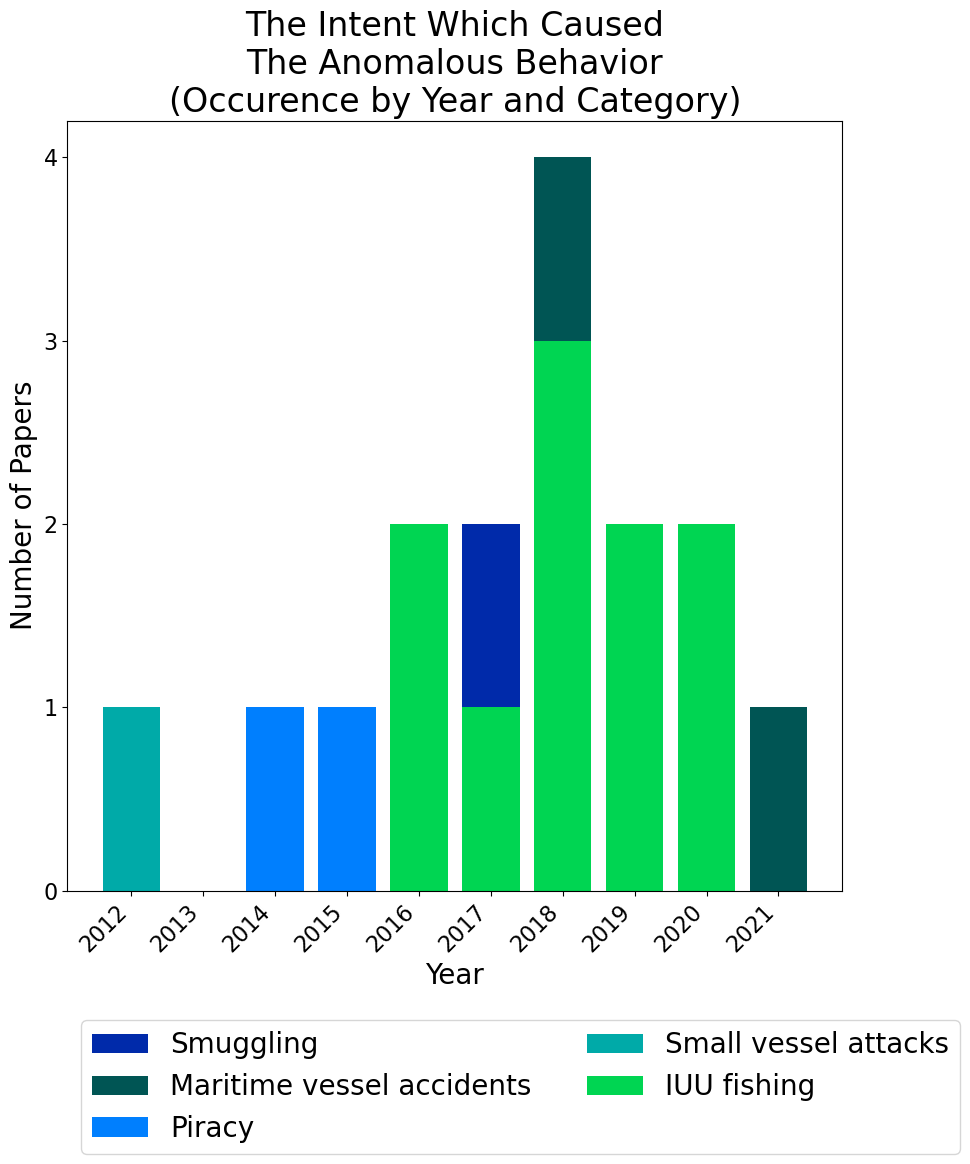 The Intent Which Caused
The Anomalous Behavior
(Occurence by Year and Category)
Number of Papers
4
3
2
1
0
2012
2013
2014
2015
2016
2017
2018
2019
2020
2021
Year
Smuggling
Maritime vessel accidents
Piracy
Small vessel attacks
IUU fishing